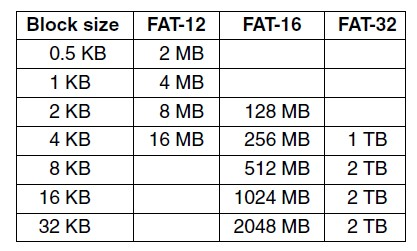 Block size FAT-12 FAT-16 FAT-32
0.5 KB 2 MB
1 KB 4 MB
2 KB 8 MB 128 MB
4 KB 16 MB 256 MB 1 TB
8 KB 512 MB 2 TB
16 KB 1024 MB 2 TB
32 KB 2048 MB 2 TB